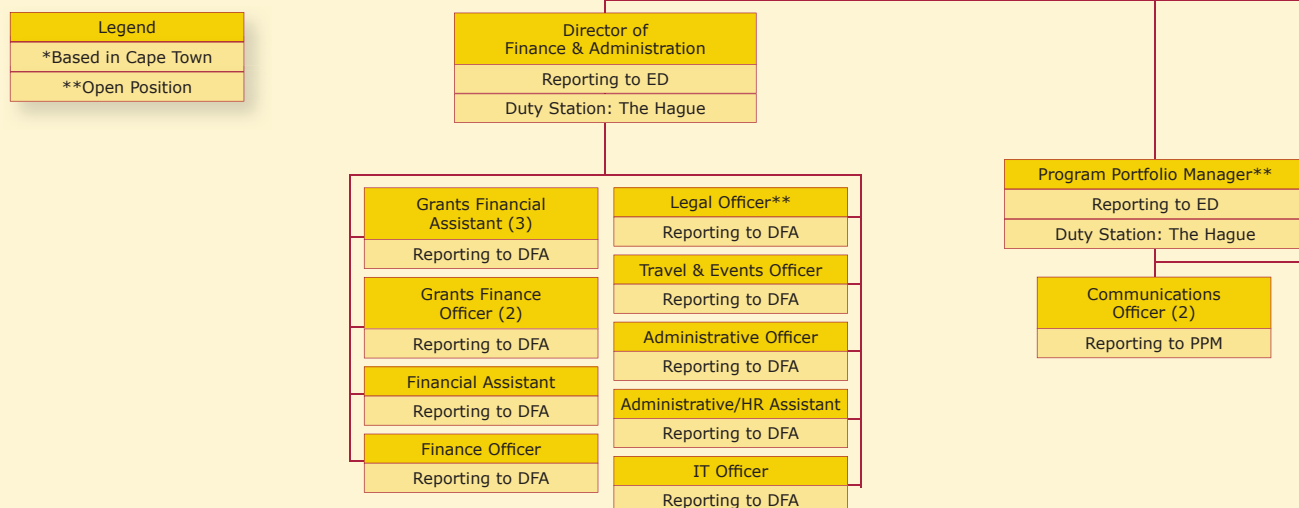 Legend
*Based in Cape Town
**Open Position
Director of
Finance & Administration
Reporting to ED
Duty Station: The Hague
Grants Financial
Assistant (3)
Reporting to DFA
Grants Finance
Officer (2)
Reporting to DFA
Financial Assistant
Reporting to DFA
Finance Officer
Reporting to DFA
Legal Officer**
Reporting to DFA
Travel & Events Officer
Reporting to DFA
Administrative Officer
Reporting to DFA
Administrative/HR Assistant
Reporting to DFA
IT Officer
Reporting to DFA
Program Portfolio Manager**
Reporting to ED
Duty Station: The Hague
Communications
Officer (2)
Reporting to PPM